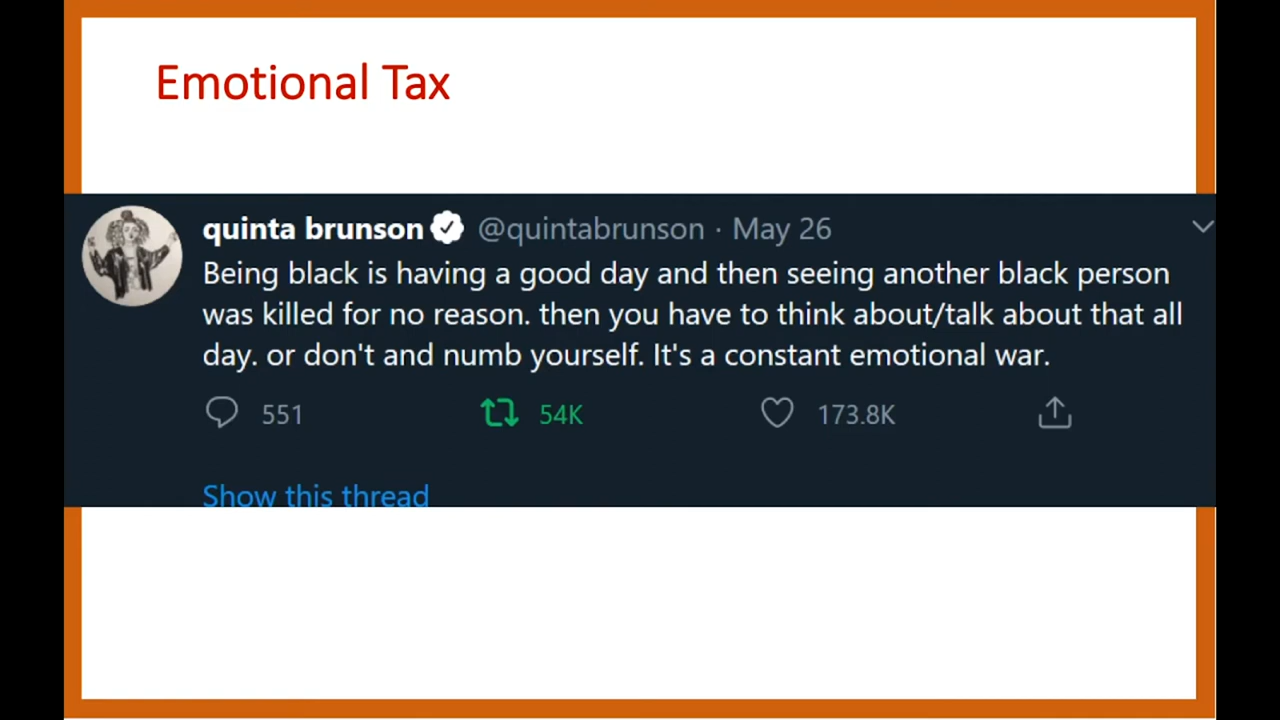 Emotional Tax
quinta brunson @quintabrunson · May 26
Being black is having a good day and then seeing another black person
was killed for no reason. then you have to think about/talk about that all
day. or don't and numb yourself. It's a constant emotional war.
551 54K 173.8K
Show this thread